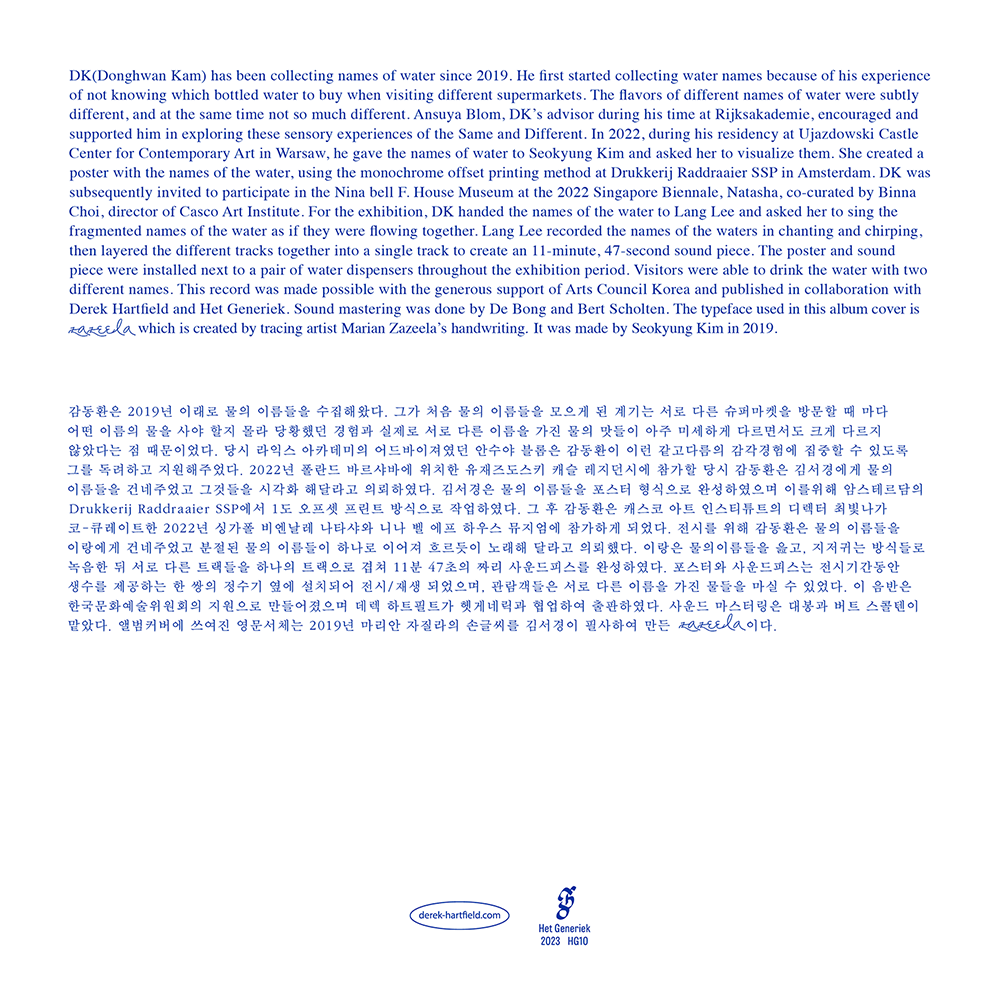 DK(Donghwan Kam) has been collecting names of water since 2019. He first started collecting water names because of his experience
of not knowing which bottled water to buy when visiting different supermarkets. The flavors of different names of water were subtly
different, and at the same time not so much different. Ansuya Blom, DK’s advisor during his time at Rijksakademie, encouraged and
supported him in exploring these sensory experiences of the Same and Different. In 2022, during his residency at Ujazdowski Castle
Center for Contemporary Art in Warsaw, he gave the names of water to Seokyung Kim and asked her to visualize them. She created a
poster with the names of the water, using the monochrome offset printing method at Drukkerij Raddraaier SSP in Amsterdam. DK was
subsequently invited to participate in the Nina bell F. House Museum at the 2022 Singapore Biennale, Natasha, co-curated by Binna
Choi, director of Casco Art Institute. For the exhibition, DK handed the names of the water to Lang Lee and asked her to sing the
fragmented names of the water as if they were flowing together. Lang Lee recorded the names of the waters in chanting and chirping,
then layered the different tracks together into a single track to create an 11-minute, 47-second sound piece. The poster and sound
piece were installed next to a pair of water dispensers throughout the exhibition period. Visitors were able to drink the water with two
different names. This record was made possible with the generous support of Arts Council Korea and published in collaboration with
Derek Hartfield and Het Generiek. Sound mastering was done by De Bong and Bert Scholten. The typeface used in this album cover is
zazeela which is created by tracing artist Marian Zazeela’s handwriting. It was made by Seokyung Kim in 2019.
감동환은 2019년 이래로 물의 이름들을 수집해왔다. 그가 처음 물의 이름들을 모으게 된 계기는 서로 다른 슈퍼마켓을 방문할 때 마다
어떤 이름의 물을 사야 할지 몰라 당황했던 경험과 실제로 서로 다른 이름을 가진 물의 맛들이 아주 미세하게 다르면서도 크게 다르지
않았다는 점 때문이었다. 당시 라익스 아카데미의 어드바이져였던 안수야 블롬은 감동환이 이런 같고다름의 감각경험에 집중할 수 있도록
그를 독려하고 지원해주었다. 2022년 폴란드 바르샤바에 위치한 유재즈도스키 캐슬 레지던시에 참가할 당시 감동환은 김서경에게 물의
이름들을 건네주었고 그것들을 시각화 해달라고 의뢰하였다. 김서경은 물의 이름들을 포스터 형식으로 완성하였으며 이를위해 암스테르담의
Drukkerij Raddraaier SSP에서 1도 오프셋 프린트 방식으로 작업하였다. 그 후 감동환은 캐스코 아트 인스티튜트의 디렉터 최빛나가
코-큐레이트한 2022년 싱가폴 비엔날레 나타샤와 니나 벨 에프 하우스 뮤지엄에 참가하게 되었다. 전시를 위해 감동환은 물의 이름들을
이랑에게 건네주었고 분절된 물의 이름들이 하나로 이어져 흐르듯이 노래해 달라고 의뢰했다. 이랑은 물의이름들을 읊고, 지저귀는 방식들로
녹음한 뒤 서로 다른 트랙들을 하나의 트랙으로 겹쳐 11분 47초의 짜리 사운드피스를 완성하였다. 포스터와 사운드피스는 전시기간동안
생수를 제공하는 한 쌍의 정수기 옆에 설치되어 전시/재생 되었으며, 관람객들은 서로 다른 이름을 가진 물들을 마실 수 있었다. 이 음반은
한국문화예술위원회의 지원으로 만들어졌으며 데렉 하트필드가 헷게네릭과 협업하여 출판하였다. 사운드 마스터링은 대봉과 버트 스콜텐이
맡았다. 앨범커버에 쓰여진 영문서체는 2019년 마리안 자질라의 손글씨를 김서경이 필사하여 만든 zazeela이다.
derek-hartfield.com
Het Generiek
2023 HG10